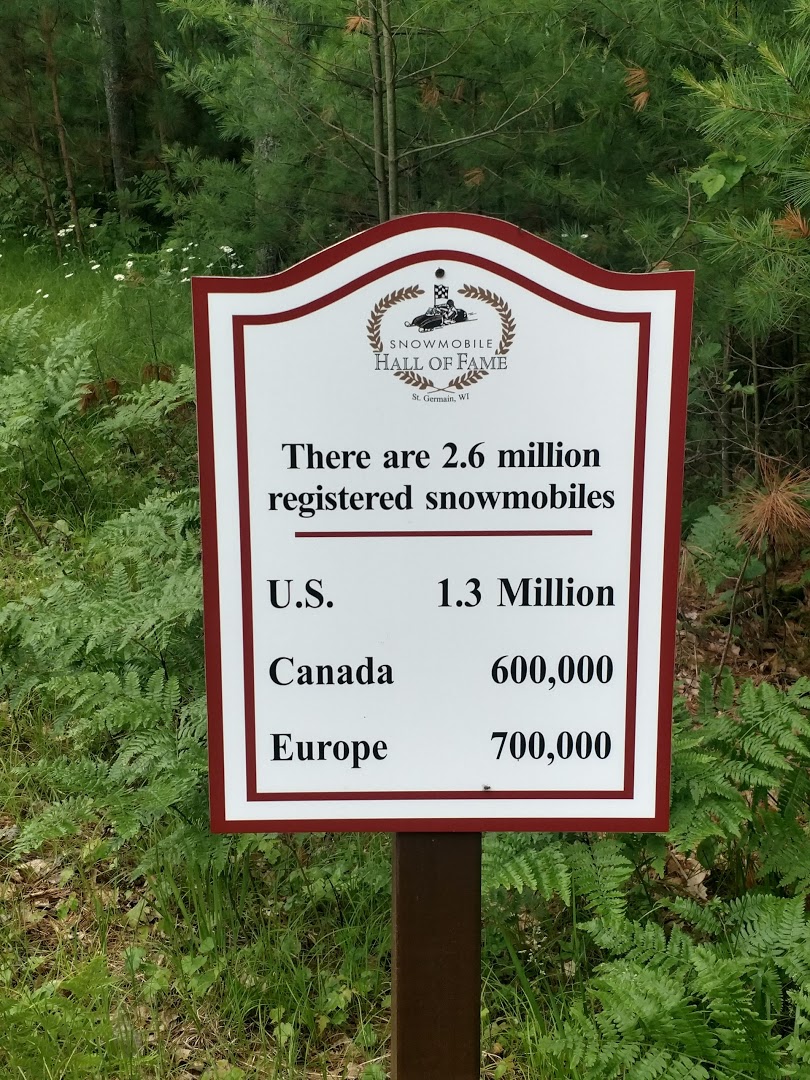 SNOWMOBILE
HALL OF FAME
St. Germain, WI
There are 2.6 million
registered snowmobiles
U.S. 1.3 Million
Canada 600,000
Europe 700,000